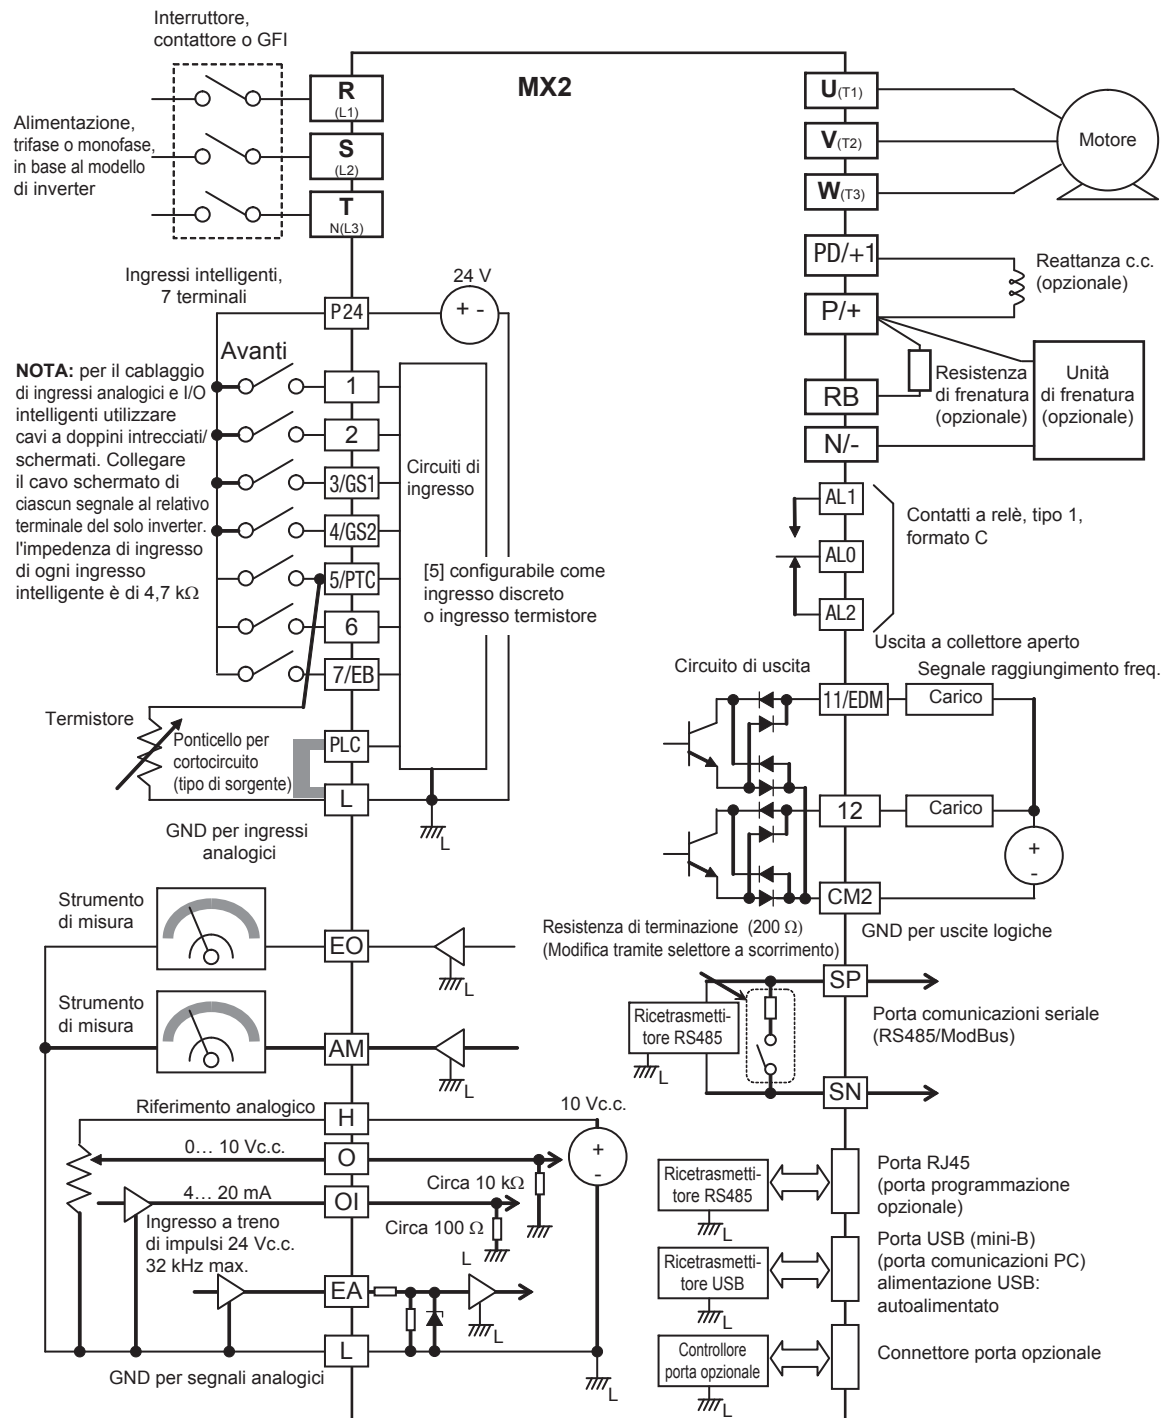 Interruttore,
contattore o GFI
MX2
R
(L1)
S
(L2)
T
N(L3)
Alimentazione,
trifase o monofase,
in base al modello
di inverter
U(T1)
V(T2)
W(T3)
Motore
PD/+1
P/+
Reattanza c.c.
(opzionale)
RB
N/-
Resistenza
di frenatura
(opzionale)
Unità
di frenatura
(opzionale)
Ingressi intelligenti,
7 terminali
P24
24 V
+ -
Avanti
NOTA: per il cablaggio
di ingressi analogici e I/O
intelligenti utilizzare
cavi a doppini intrecciati/
schermati. Collegare
il cavo schermato di
ciascun segnale al relativo
terminale del solo inverter.
l'impedenza di ingresso
di ogni ingresso
intelligente è di 4,7 kΩ
1
2
3/GS1
4/GS2
5/PTC
6
7/EB
Circuiti di
ingresso
[5] configurabile come
ingresso discreto
o ingresso termistore
AL1
AL0
AL2
Contatti a relè, tipo 1,
formato C
Uscita a collettore aperto
Circuito di uscita
Segnale raggiungimento freq.
11/EDM
Carico
12
Carico
+
-
CM2
GND per uscite logiche
Termistore
Ponticello per
cortocircuito
(tipo di sorgente)
PLC
L
L
GND per ingressi
analogici
Strumento
di misura
EO
L
Strumento
di misura
AM
L
Resistenza di terminazione (200 Ω)
(Modifica tramite selettore a scorrimento)
Ricetrasmetti-
tore RS485
L
SP
SN
Porta comunicazioni seriale
(RS485/ModBus)
Riferimento analogico
H
10 Vc.c.
+
-
0… 10 Vc.c.
O
Circa 10 kΩ
4… 20 mA
OI
Circa 100 Ω
L
Ingresso a treno
di impulsi 24 Vc.c.
32 kHz max.
EA
L
L
L
GND per segnali analogici
Ricetrasmetti-
tore RS485
L
Porta RJ45
(porta programmazione
opzionale)
Ricetrasmetti-
tore USB
L
Porta USB (mini-B)
(porta comunicazioni PC)
alimentazione USB:
autoalimentato
Controllore
porta opzionale
L
Connettore porta opzionale